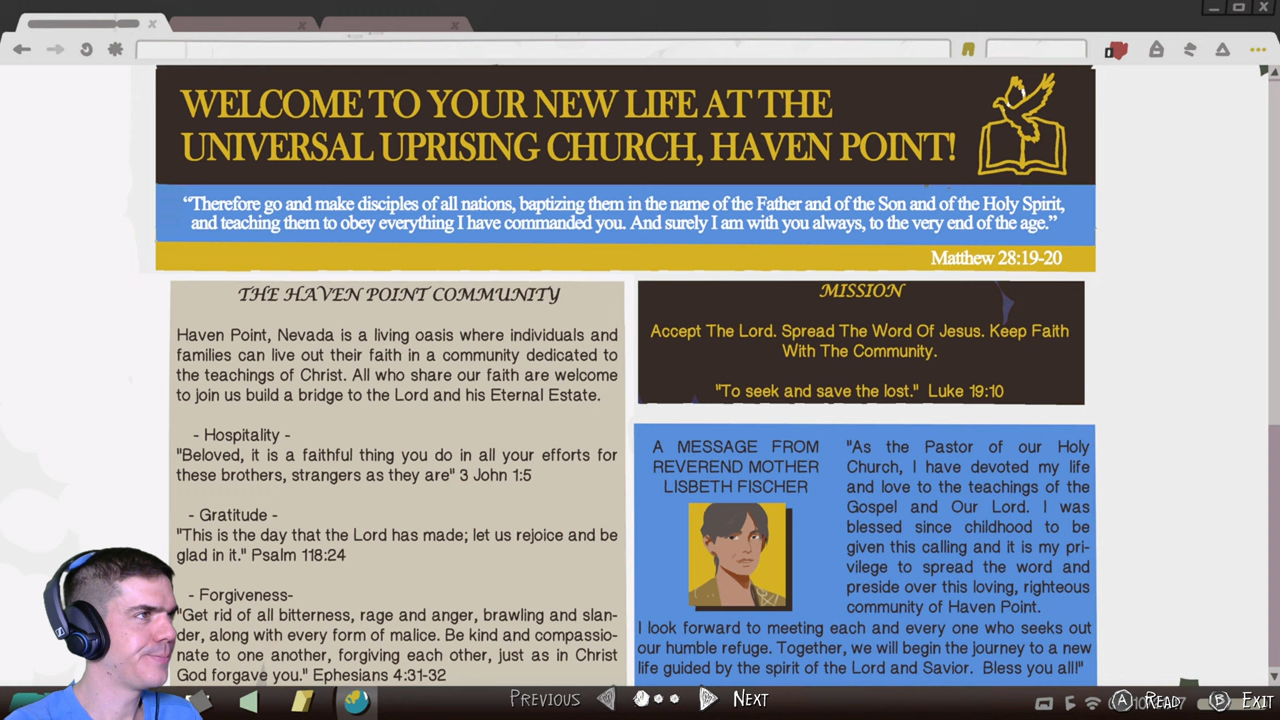 WELCOME TO YOUR NEW LIFE AT THE
UNIVERSAL UPRISING CHURCH, HAVEN POINT!
“Therefore go and make disciples of all nations, baptizing them in the name of the Father and of the Son and of the Holy Spirit,
and teaching them to obey everything I have commanded you. And surely I am with you always, to the very end of the age.”
Matthew 28:19-20
THE HAVEN POINT COMMUNITY
Haven Point, Nevada is a living oasis where individuals and
families can live out their faith in a community dedicated to
the teachings of Christ. All who share our faith are welcome
to join us build a bridge to the Lord and his Eternal Estate.
- Hospitality -
"Beloved, it is a faithful thing you do in all your efforts for
these brothers, strangers as they are" 3 John 1:5
- Gratitude -
"This is the day that the Lord has made; let us rejoice and be
glad in it." Psalm 118:24
- Forgiveness-
"Get rid of all bitterness, rage and anger, brawling and slan-
der, along with every form of malice. Be kind and compassio-
nate to one another, forgiving each other, just as in Christ
God forgave you." Ephesians 4:31-32
MISSION
Accept The Lord. Spread The Word Of Jesus. Keep Faith
With The Community.
"To seek and save the lost." Luke 19:10
A MESSAGE FROM
REVEREND MOTHER
LISBETH FISCHER
"As the Pastor of our Holy
Church, I have devoted my life
and love to the teachings of the
Gospel and Our Lord. I was
blessed since childhood to be
given this calling and it is my pri-
vilege to spread the word and
preside over this loving, righteous
community of Haven Point.
I look forward to meeting each and every one who seeks out
our humble refuge. Together, we will begin the journey to a new
life guided by the spirit of the Lord and Savior. Bless you all!"
PREVIOUS
NEXT
A READ
B EXIT